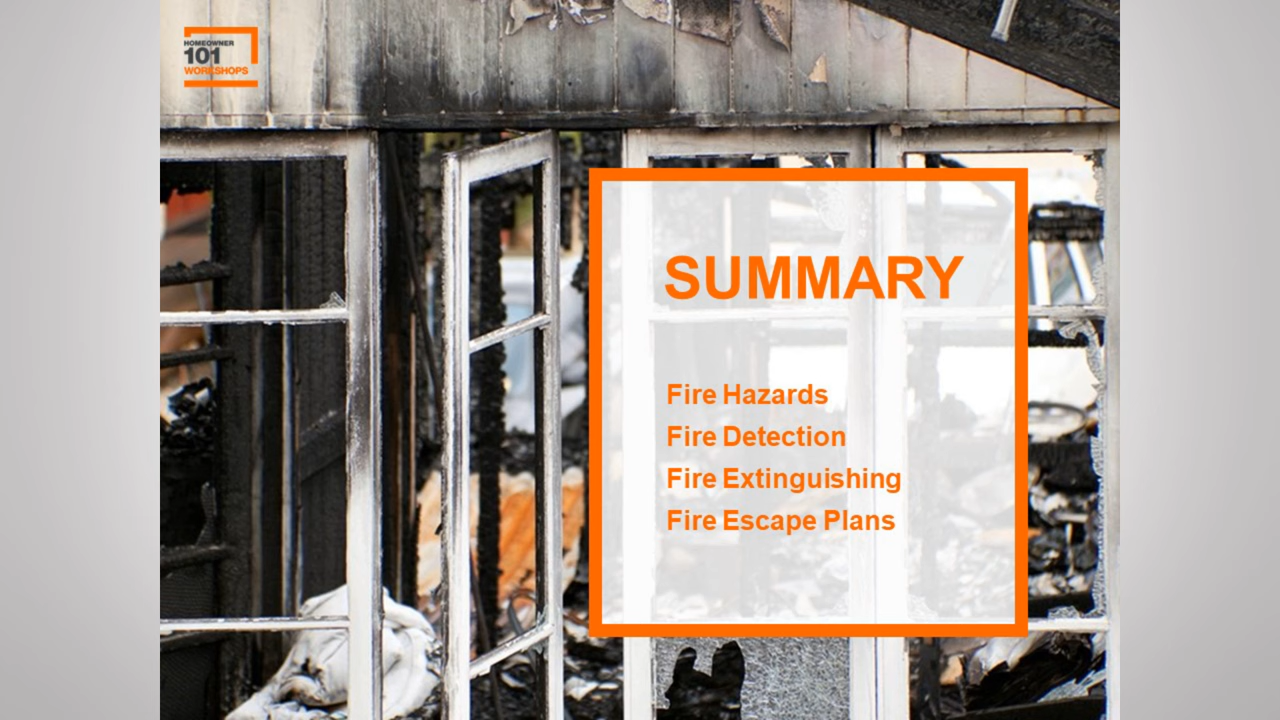 HOMEOWNER
101
WORKSHOPS
SUMMARY
Fire Hazards
Fire Detection
Fire Extinguishing
Fire Escape Plans